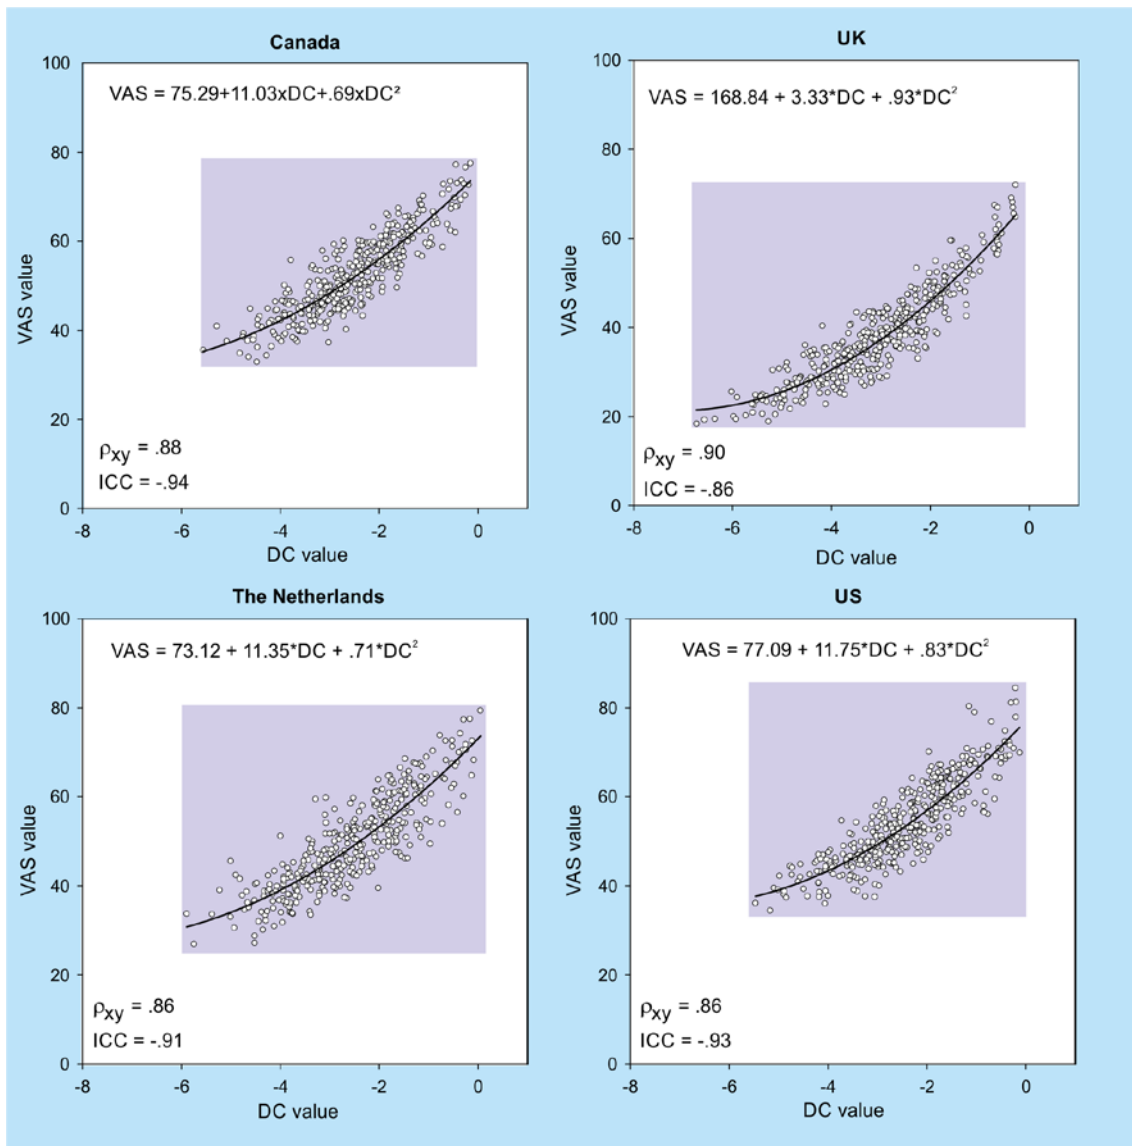 Canada
100
VAS = 75.29+11.03xDC+.69xDC²
80
60
VAS value
40
20
ρxy = .88
ICC = -.94
0
-8 -6 -4 -2 0
DC value
UK
100
VAS = 168.84 + 3.33*DC + .93*DC²
80
60
VAS value
40
20
ρxy = .90
ICC = -.86
0
-8 -6 -4 -2 0
DC value
The Netherlands
100
VAS = 73.12 + 11.35*DC + .71*DC²
80
60
VAS value
40
20
ρxy = .86
ICC = -.91
0
-8 -6 -4 -2 0
DC value
US
100
VAS = 77.09 + 11.75*DC + .83*DC²
80
60
VAS value
40
20
ρxy = .86
ICC = -.93
0
-8 -6 -4 -2 0
DC value